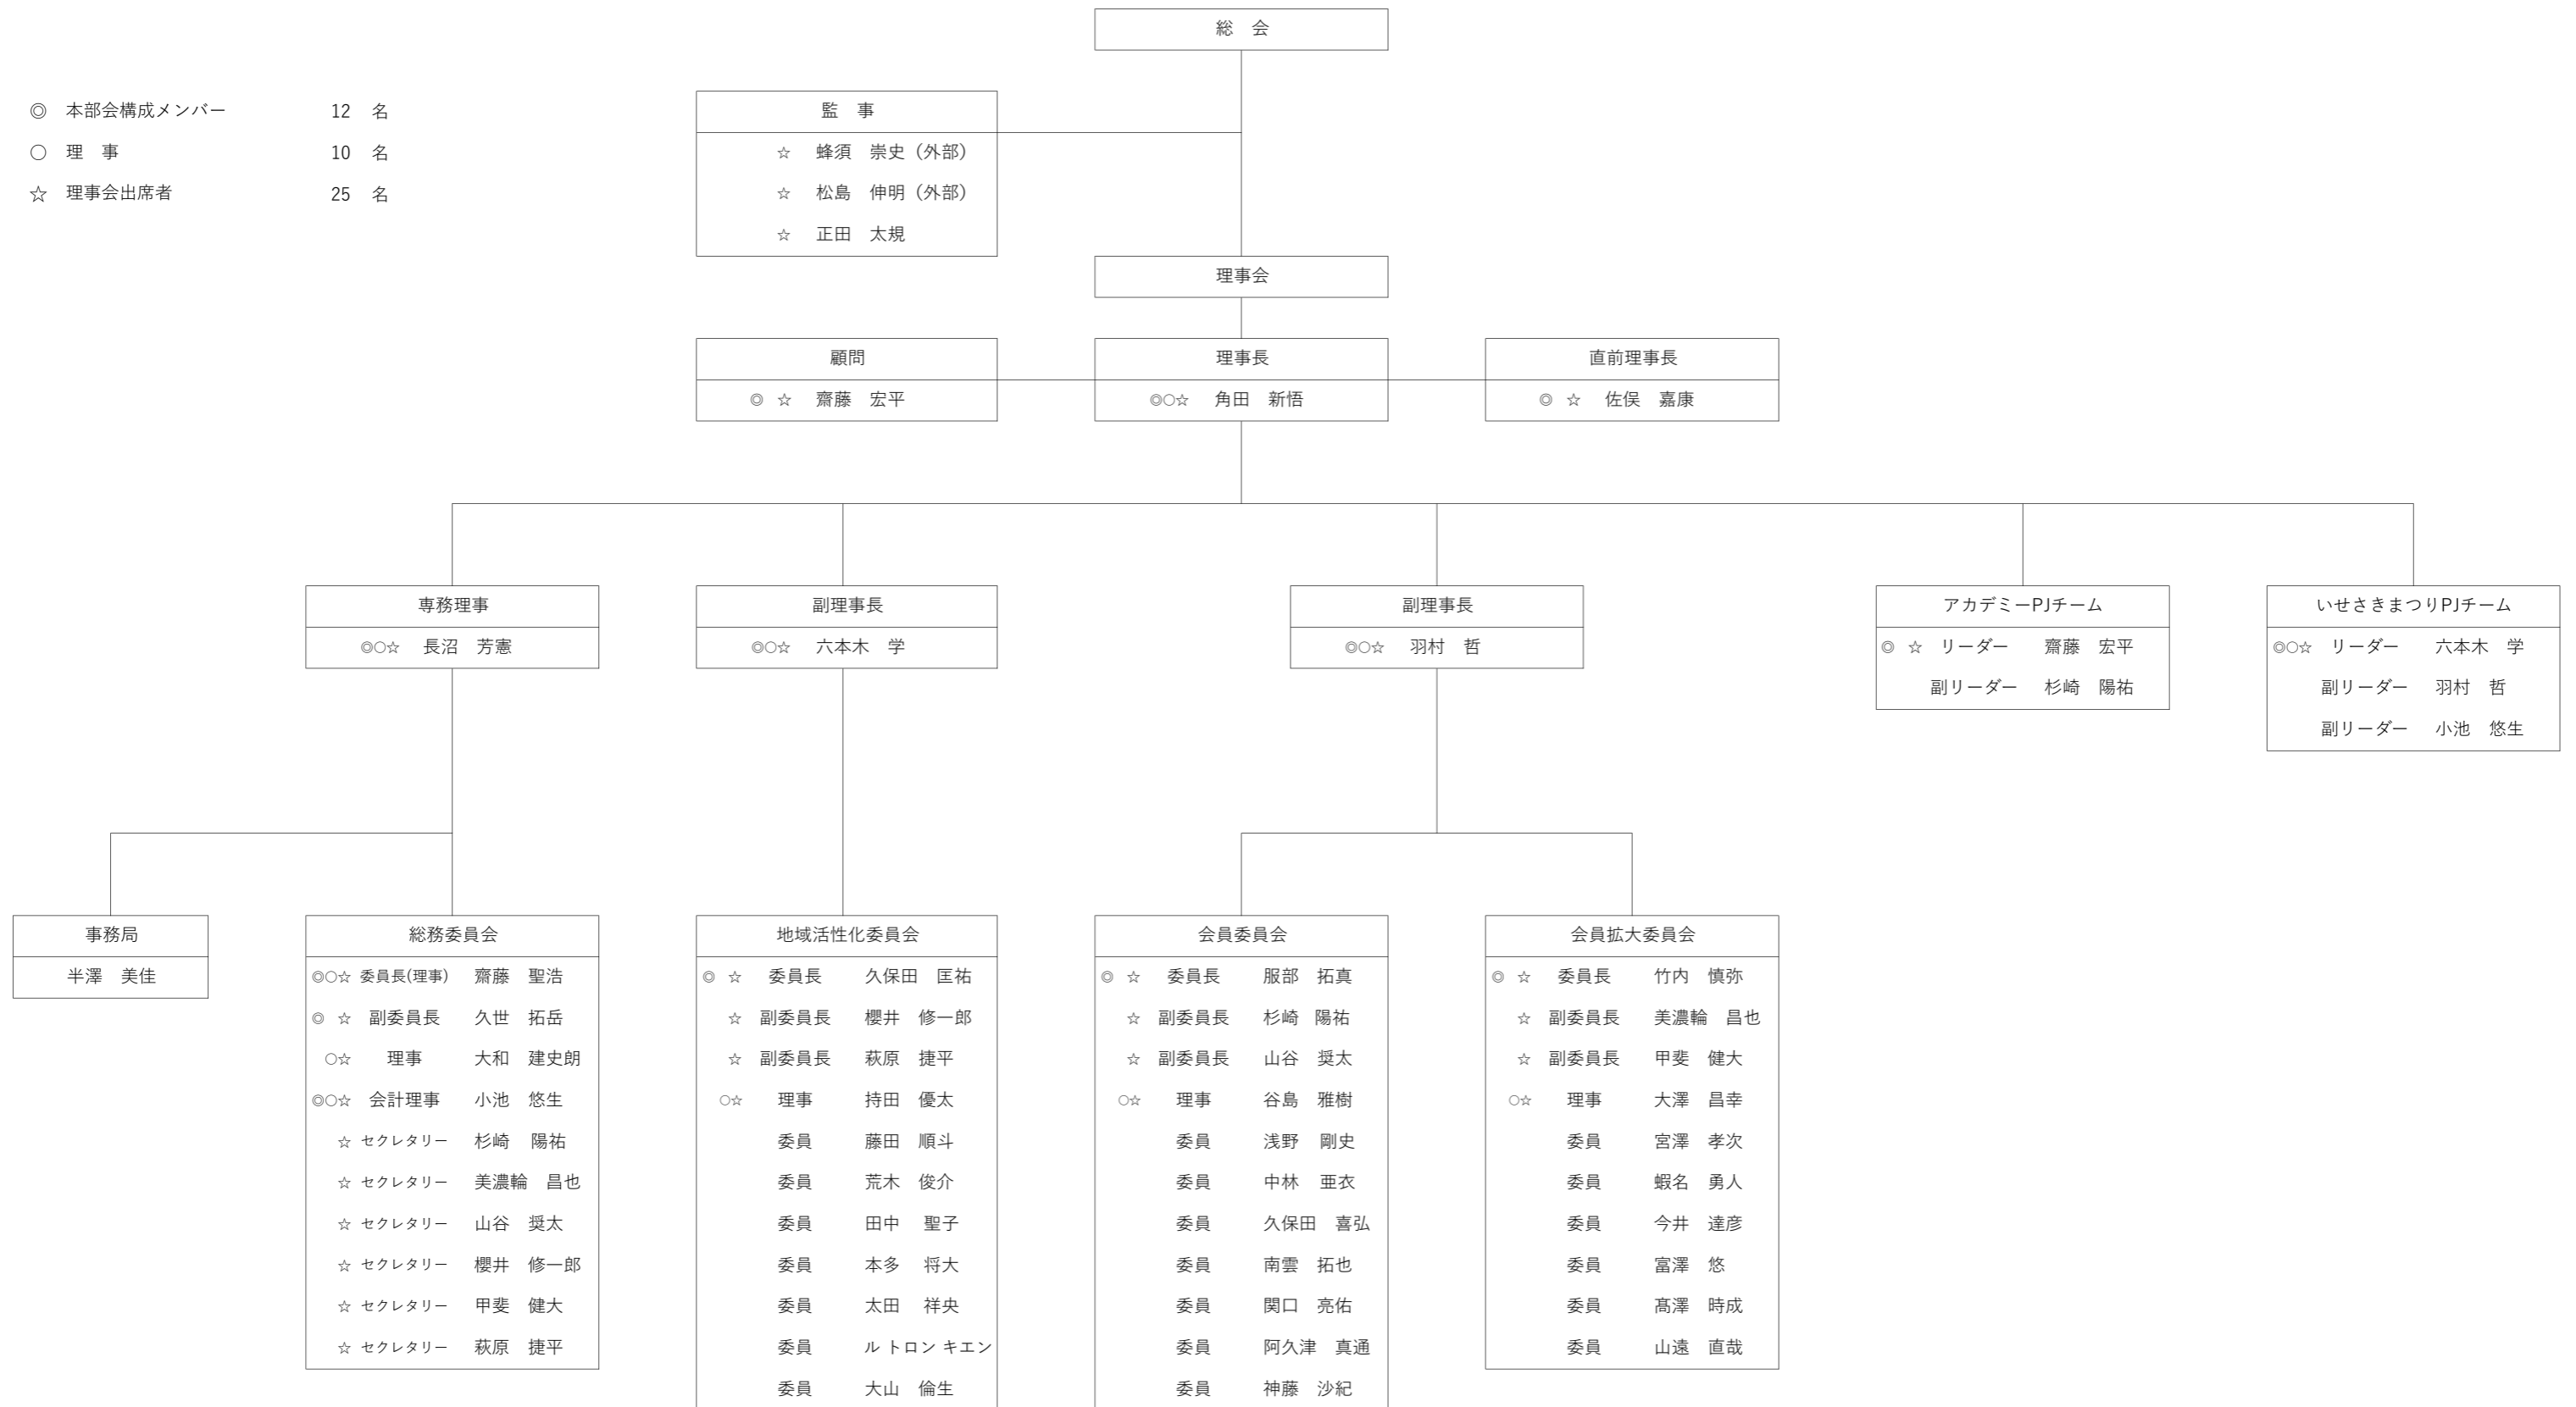 総　会
◎　本部会構成メンバー　12　名
○　理　事　10　名
☆　理事会出席者　25　名
監　事
☆　蜂須　崇史（外部）
☆　松島　伸明（外部）
☆　正田　太規
理事会
顧問
◎　☆　齋藤　宏平
理事長
◎○☆　角田　新悟
直前理事長
◎　☆　佐俣　嘉康
専務理事
◎○☆　長沼　芳憲
副理事長
◎○☆　六本木　学
副理事長
◎○☆　羽村　哲
アカデミーPJチーム
◎　☆　リーダー　齋藤　宏平
副リーダー　杉崎　陽祐
いせさきまつりPJチーム
◎○☆　リーダー　六本木　学
副リーダー　羽村　哲
副リーダー　小池　悠生
事務局
半澤　美佳
総務委員会
◎○☆　委員長(理事)　齋藤　聖浩
◎　☆　副委員長　久世　拓岳
○☆　理事　大和　建史朗
◎○☆　会計理事　小池　悠生
☆　セクレタリー　杉崎　陽祐
☆　セクレタリー　美濃輪　昌也
☆　セクレタリー　山谷　奨太
☆　セクレタリー　櫻井　修一郎
☆　セクレタリー　甲斐　健大
☆　セクレタリー　萩原　捷平
地域活性化委員会
◎　☆　委員長　久保田　匡祐
☆　副委員長　櫻井　修一郎
☆　副委員長　萩原　捷平
○☆　理事　持田　優太
委員　藤田　順斗
委員　荒木　俊介
委員　田中　聖子
委員　本多　将大
委員　太田　祥央
委員　ル トロン キエン
委員　大山　倫生
会員委員会
◎　☆　委員長　服部　拓真
☆　副委員長　杉崎　陽祐
☆　副委員長　山谷　奨太
○☆　理事　谷島　雅樹
委員　浅野　剛史
委員　中林　亜衣
委員　久保田　喜弘
委員　南雲　拓也
委員　関口　亮佑
委員　阿久津　真通
委員　神藤　沙紀
会員拡大委員会
◎　☆　委員長　竹内　慎弥
☆　副委員長　美濃輪　昌也
☆　副委員長　甲斐　健大
○☆　理事　大澤　昌幸
委員　宮澤　孝次
委員　蝦名　勇人
委員　今井　達彦
委員　富澤　悠
委員　髙澤　時成
委員　山遠　直哉